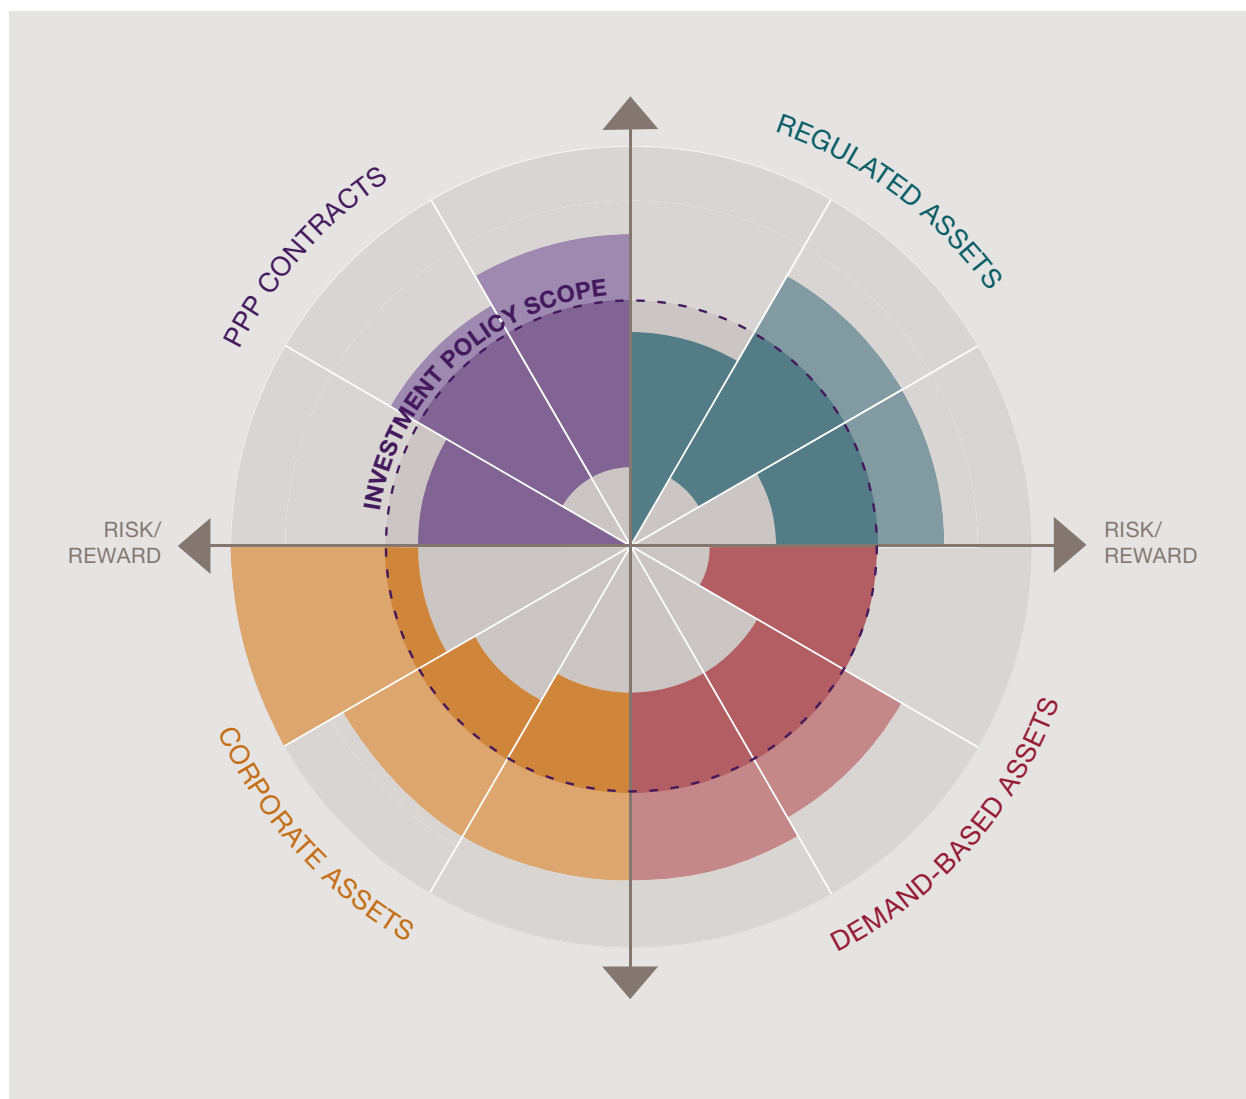 REGULATED ASSETS
PPP CONTRACTS
INVESTMENT POLICY SCOPE
RISK/
REWARD
RISK/
REWARD
CORPORATE ASSETS
DEMAND-BASED ASSETS